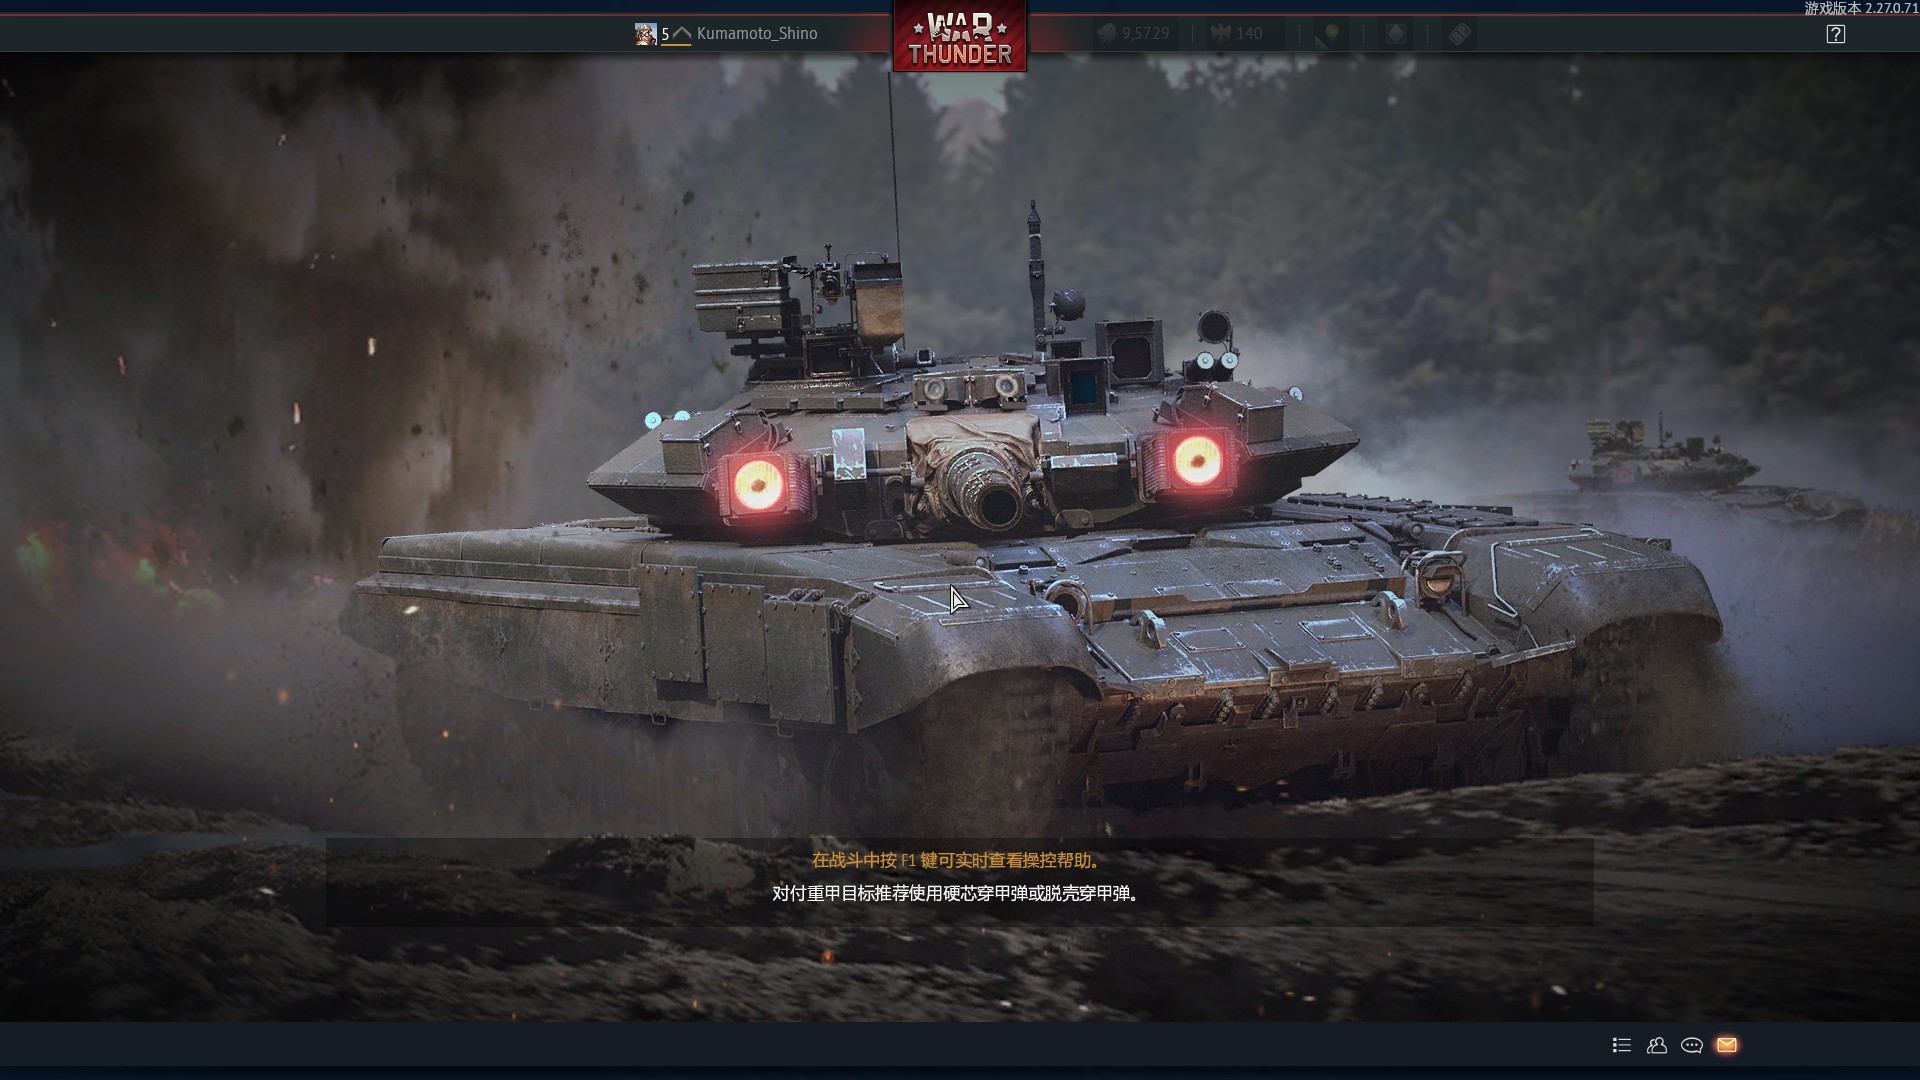 游戏版本 2.27.0.71
5 Kumamoto_Shino
WAR
THUNDER
9,5729
140
?
在战斗中按 F1 键可实时查看操控帮助。
对付重甲目标推荐使用硬芯穿甲弹或脱壳穿甲弹。